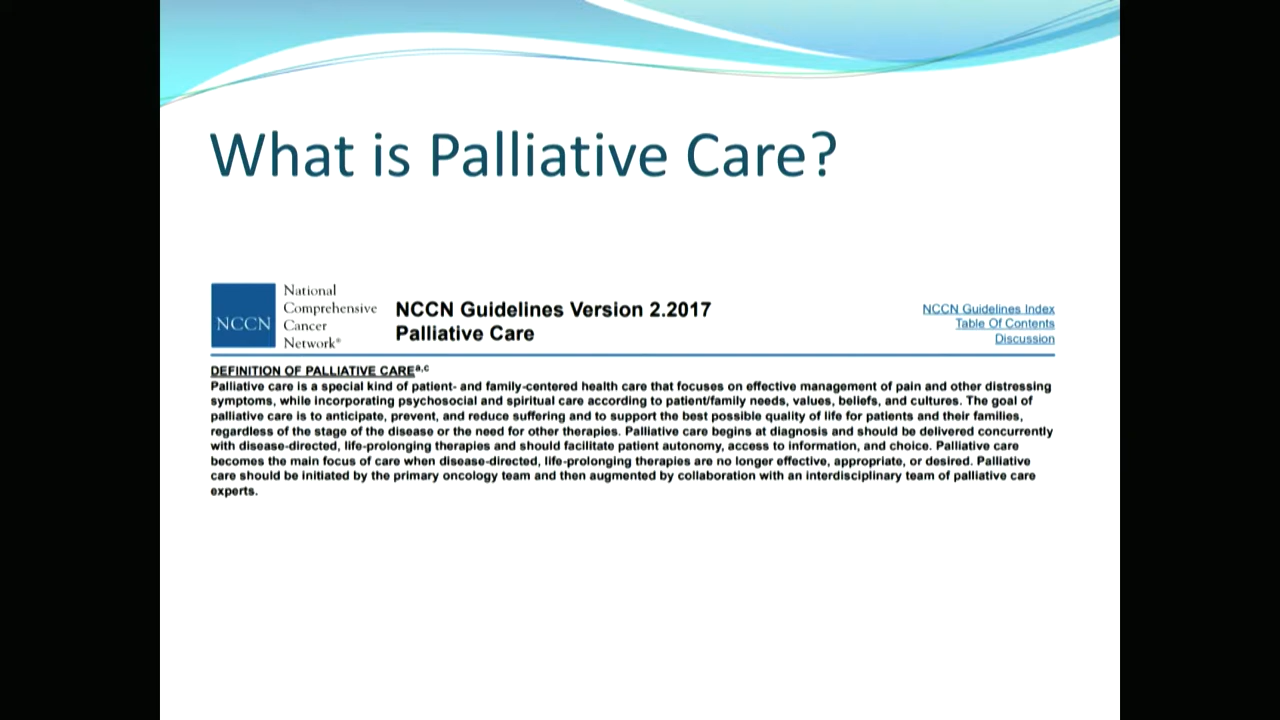 What is Palliative Care?
NCCN
National
Comprehensive
Cancer
Network®
NCCN Guidelines Version 2.2017
Palliative Care
NCCN Guidelines Index
Table Of Contents
Discussion
DEFINITION OF PALLIATIVE CAREa,c
Palliative care is a special kind of patient- and family-centered health care that focuses on effective management of pain and other distressing
symptoms, while incorporating psychosocial and spiritual care according to patient/family needs, values, beliefs, and cultures. The goal of
palliative care is to anticipate, prevent, and reduce suffering and to support the best possible quality of life for patients and their families,
regardless of the stage of the disease or the need for other therapies. Palliative care begins at diagnosis and should be delivered concurrently
with disease-directed, life-prolonging therapies and should facilitate patient autonomy, access to information, and choice. Palliative care
becomes the main focus of care when disease-directed, life-prolonging therapies are no longer effective, appropriate, or desired. Palliative
care should be initiated by the primary oncology team and then augmented by collaboration with an interdisciplinary team of palliative care
experts.